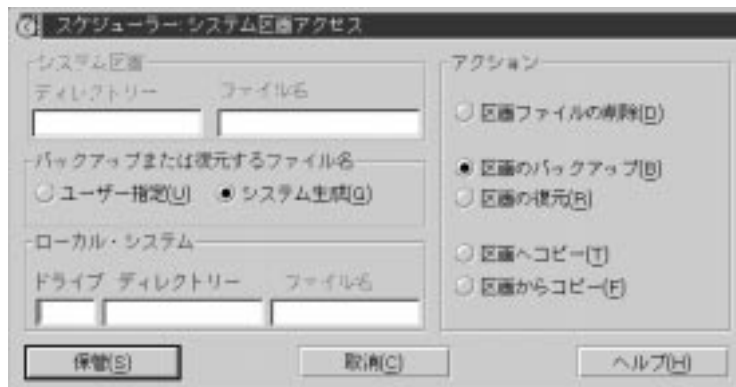 スケジューラー:システム区画アクセス
システム区画
ディレクトリー ファイル名
バックアップまたは復元するファイル名
ユーザー指定(U) システム生成(G)
ローカル・システム
ドライブ ディレクトリー ファイル名
アクション
区画ファイルの削除(D)
区画のバックアップ(B)
区画の復元(R)
区画へコピー(T)
区画からコピー(F)
保管(S) 取消(C) ヘルプ(H)